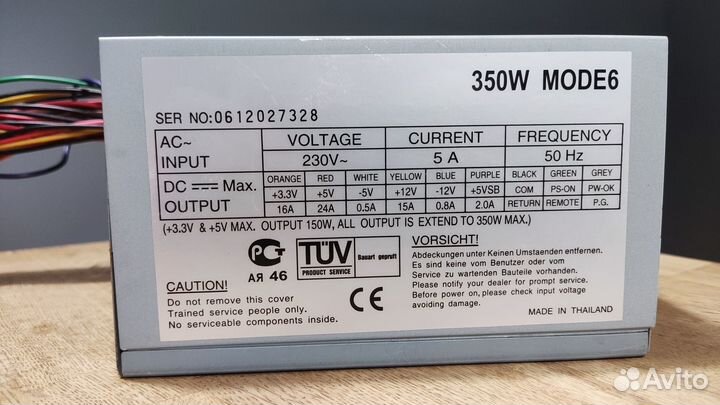 350W MODE6
SER NO:0612027328
AC~ INPUT VOLTAGE CURRENT FREQUENCY
230V~ 5 A 50 Hz
DC Max. OUTPUT ORANGE RED WHITE YELLOW BLUE PURPLE BLACK GREEN GREY
+3.3V +5V -5V +12V -12V +5VSB COM PS-ON PW-OK
16A 24A 0.5A 15A 0.8A 2.0A RETURN REMOTE P.G.
(+3.3V & +5V MAX. OUTPUT 150W, ALL OUTPUT IS EXTEND TO 350W MAX.)
РСТ
АЯ 46
TÜV
PRODUCT SERVICE
Bauart geprüft
VORSICHT!
Abdeckungen unter Keinen Umstaenden entfernen.
Es sind keine vom Benutzer oder vom
Service zu wartenden Bauteile vorhanden.
Please inform your dealer for prompt service.
Before power on,please check input voltage
avoiding damage.
CAUTION!
Do not remove this cover
Trained service people only.
No serviceable components inside.
CE
MADE IN THAILAND
Avito